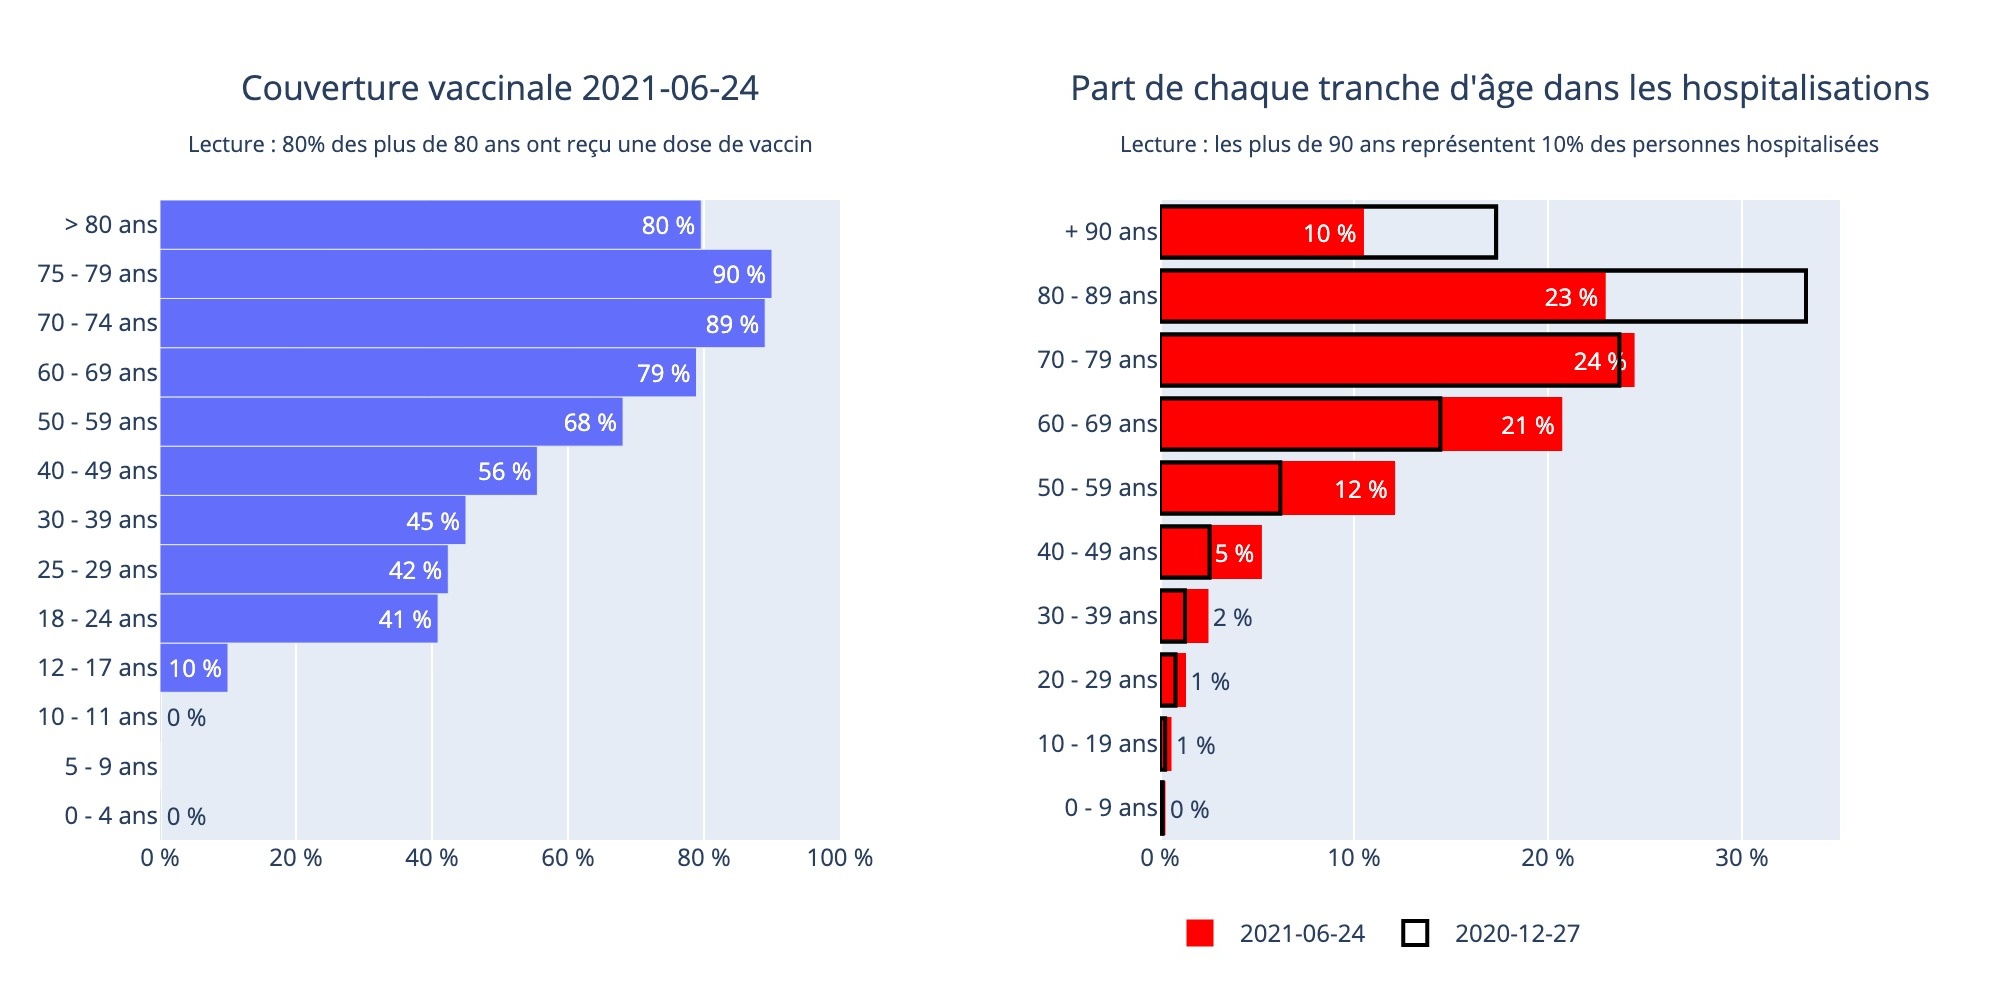 Couverture vaccinale 2021-06-24
Lecture : 80% des plus de 80 ans ont reçu une dose de vaccin
> 80 ans 80 %
75 - 79 ans 90 %
70 - 74 ans 89 %
60 - 69 ans 79 %
50 - 59 ans 68 %
40 - 49 ans 56 %
30 - 39 ans 45 %
25 - 29 ans 42 %
18 - 24 ans 41 %
12 - 17 ans 10 %
10 - 11 ans 0 %
5 - 9 ans
0 - 4 ans 0 %
0 % 20 % 40 % 60 % 80 % 100 %
Part de chaque tranche d'âge dans les hospitalisations
Lecture : les plus de 90 ans représentent 10% des personnes hospitalisées
+ 90 ans 10 %
80 - 89 ans 23 %
70 - 79 ans 24 %
60 - 69 ans 21 %
50 - 59 ans 12 %
40 - 49 ans 5 %
30 - 39 ans 2 %
20 - 29 ans 1 %
10 - 19 ans 1 %
0 - 9 ans 0 %
0 % 10 % 20 % 30 %
2021-06-24 2020-12-27